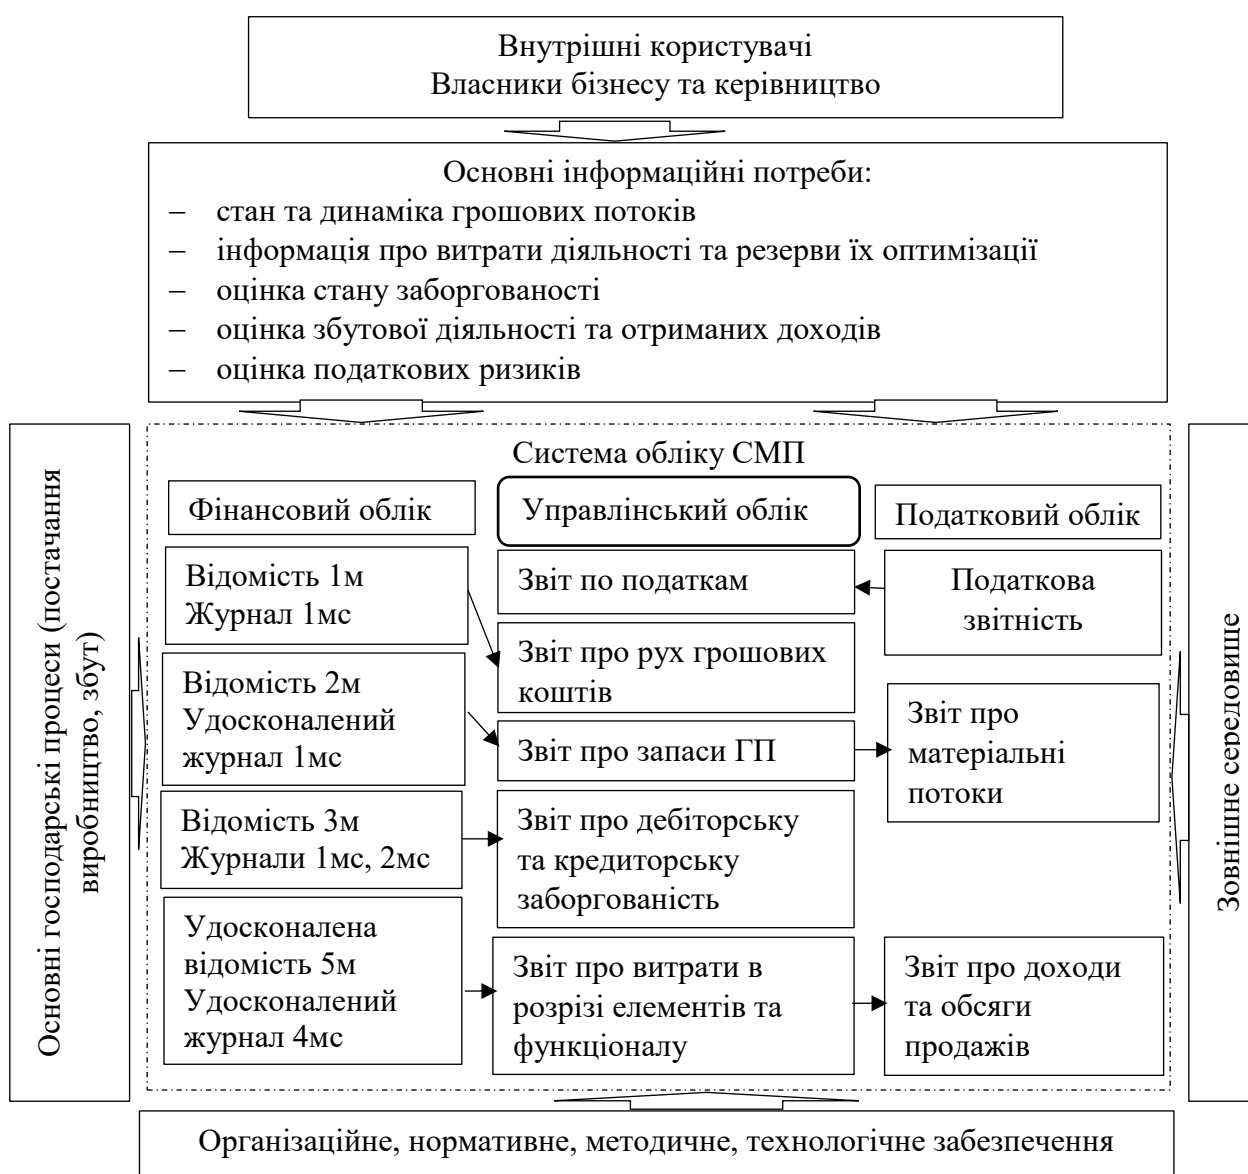 Внутрішні користувачі
Власники бізнесу та керівництво
Основні інформаційні потреби:
– стан та динаміка грошових потоків
– інформація про витрати діяльності та резерви їх оптимізації
– оцінка стану заборгованості
– оцінка збутової діяльності та отриманих доходів
– оцінка податкових ризиків
Основні господарські процеси (постачання
виробництво, збут)
Система обліку СМП
Фінансовий облік
Управлінський облік
Податковий облік
Відомість 1м
Журнал 1мс
Звіт по податкам
Податкова
звітність
Звіт про рух грошових
коштів
Відомість 2м
Удосконалений
журнал 1мс
Звіт про запаси ГП
Звіт про
матеріальні
потоки
Відомість 3м
Журнали 1мс, 2мс
Звіт про дебіторську
та кредиторську
заборгованість
Удосконалена
відомість 5м
Удосконалений
журнал 4мс
Звіт про витрати в
розрізі елементів та
функціоналу
Звіт про доходи
та обсяги
продажів
Зовнішне середовище
Організаційне, нормативне, методичне, технологічне забезпечення